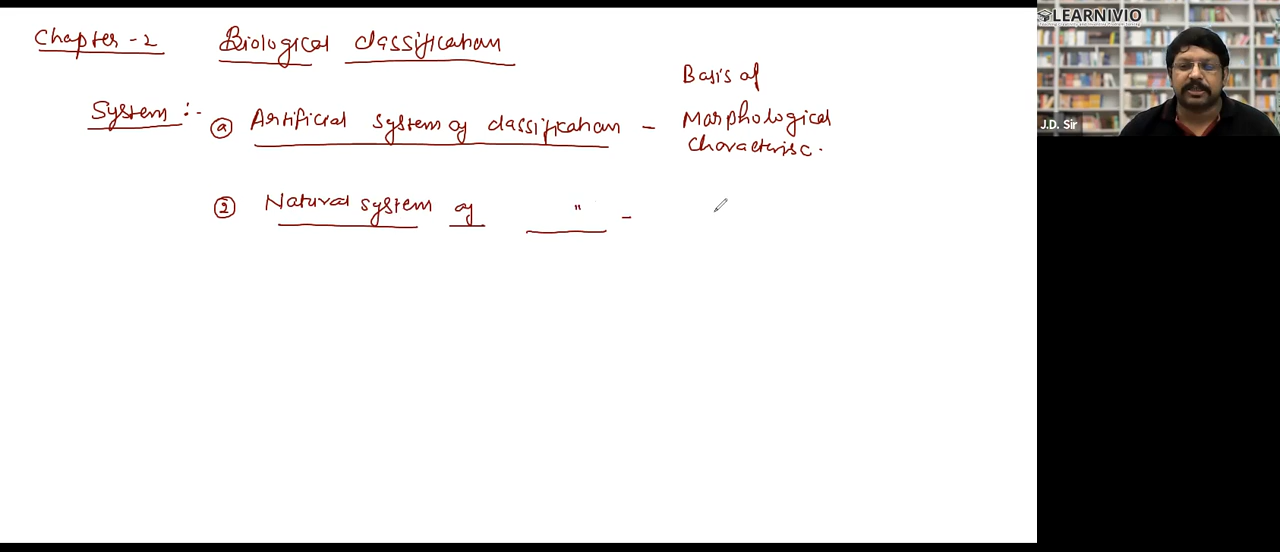 Chapter -2 Biological classification
Basis of
System :- ⓐ Artificial system of classification - Morphological
characterisc.
② Natural system of " -
LEARNIVIO
J.D. Sir